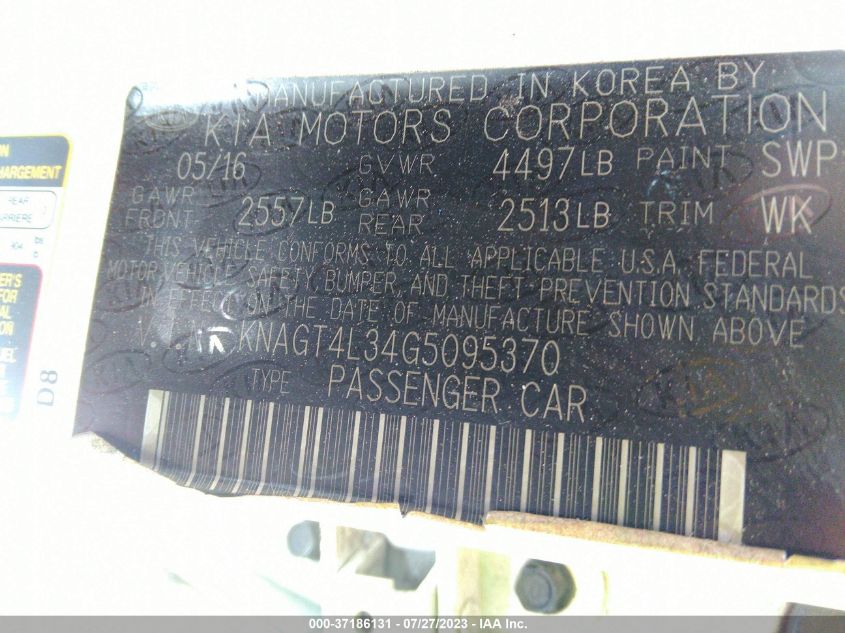 MANUFACTURED IN KOREA BY
KIA MOTORS CORPORATION
05/16 GVWR 4497LB PAINT SWP
GAWR FRONT 2557LB GAWR REAR 2513LB TRIM WK
THIS VEHICLE CONFORMS TO ALL APPLICABLE U.S.A. FEDERAL
MOTOR VEHICLE SAFETY BUMPER, AND THEFT PREVENTION STANDARDS
IN EFFECT ON THE DATE OF MANUFACTURE SHOWN ABOVE
KNAGT4L34G5095370
TYPE PASSENGER CAR
D8
REAR
000-37186131 - 07/27/2023 - IAA Inc.